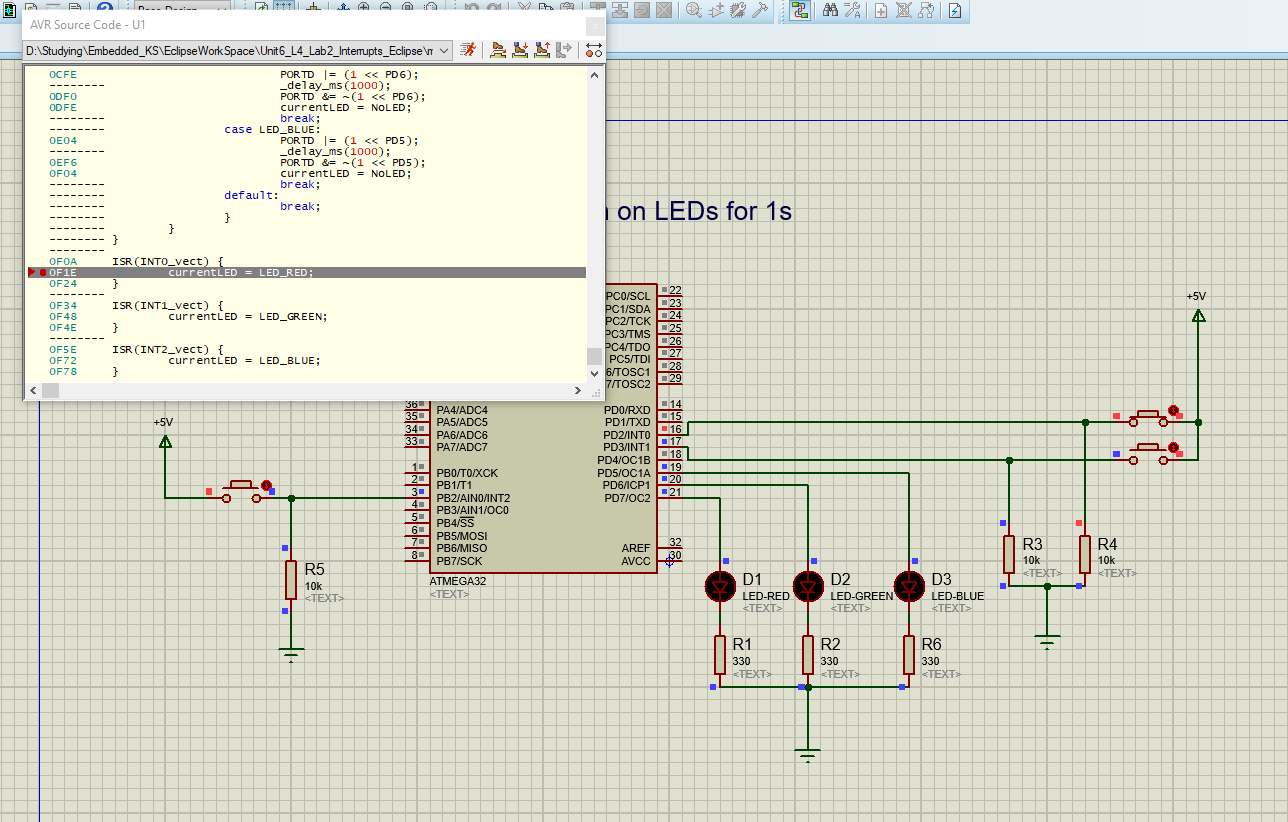 AVR Source Code - U1
D:\Studying\Embedded_KS\EclipseWorkSpace\Unit6_L4_Lab2_Interrupts_Eclipse\r
0CFE PORTD |= (1 << PD6);
-------- _delay_ms(1000);
0DF0 PORTD &= ~(1 << PD6);
0DFE currentLED = NoLED;
-------- break;
-------- case LED_BLUE:
0E04 PORTD |= (1 << PD5);
-------- _delay_ms(1000);
0EF6 PORTD &= ~(1 << PD5);
0F04 currentLED = NoLED;
-------- break;
-------- default:
-------- break;
-------- }
-------- }
-------- }
--------
0F0A ISR(INT0_vect) {
0F1E currentLED = LED_RED;
0F24 }
--------
0F34 ISR(INT1_vect) {
0F48 currentLED = LED_GREEN;
0F4E }
--------
0F5E ISR(INT2_vect) {
0F72 currentLED = LED_BLUE;
0F78 }
on LEDs for 1s
PC0/SCL 22
PC1/SDA 23
PC2/TCK 24
PC3/TMS 25
PC4/TDO 26
PC5/TDI 27
6/TOSC1 28
7/TOSC2 29
36 PA4/ADC4
35 PA5/ADC5
34 PA6/ADC6
33 PA7/ADC7
PD0/RXD 14
PD1/TXD 15
PD2/INT0 16
PD3/INT1 17
PD4/OC1B 18
PD5/OC1A 19
PD6/ICP1 20
PD7/OC2 21
1 PB0/T0/XCK
2 PB1/T1
3 PB2/AIN0/INT2
4 PB3/AIN1/OC0
5 PB4/SS
6 PB5/MOSI
7 PB6/MISO
8 PB7/SCK
AREF 32
AVCC 30
ATMEGA32
<TEXT>
+5V
+5V
R5
10k
<TEXT>
D1
LED-RED
<TEXT>
D2
LED-GREEN
<TEXT>
D3
LED-BLUE
<TEXT>
R3
10k
<TEXT>
R4
10k
<TEXT>
R1
330
<TEXT>
R2
330
<TEXT>
R6
330
<TEXT>